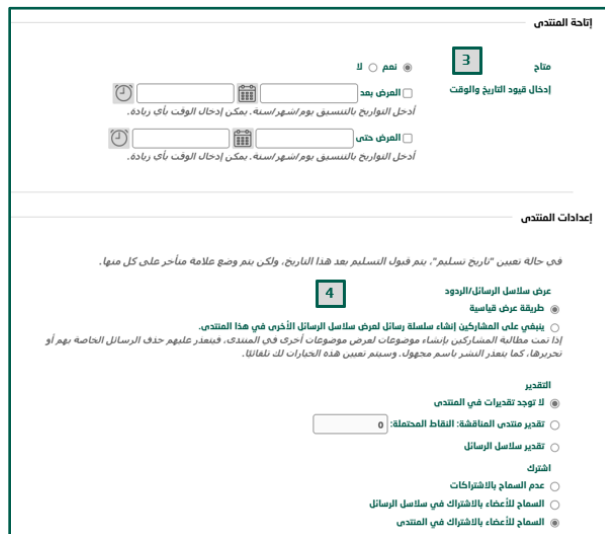 إتاحة المنتدى
متاح
3
نعم
لا
إدخال قيود التاريخ والوقت
العرض بعد
أدخل التواريخ بالتنسيق يوم/شهر/سنة. يمكن إدخال الوقت بأي زيادة.
العرض حتى
أدخل التواريخ بالتنسيق يوم/شهر/سنة. يمكن إدخال الوقت بأي زيادة.
إعدادات المنتدى
في حالة تعيين "تاريخ تسليم"، يتم قبول التسليم بعد هذا التاريخ، ولكن يتم وضع علامة متأخر على كل منها.
عرض سلاسل الرسائل/الردود
4
طريقة عرض قياسية
ينبغي على المشاركين إنشاء سلسلة رسائل لعرض سلاسل الرسائل الأخرى في هذا المنتدى.
إذا تمت مطالبة المشاركين بإنشاء موضوعات لعرض موضوعات أخرى في المنتدى، فيتعذر عليهم حذف الرسائل الخاصة بهم أو
تحريرها، كما يتعذر النشر باسم مجهول. وسيتم تعيين هذه الخيارات لك تلقائيًا.
التقدير
لا توجد تقديرات في المنتدى
تقدير منتدى المناقشة: النقاط المحتملة: 0
تقدير سلاسل الرسائل
اشترك
عدم السماح بالاشتراكات
السماح للأعضاء بالاشتراك في سلاسل الرسائل
السماح للأعضاء بالاشتراك في المنتدى